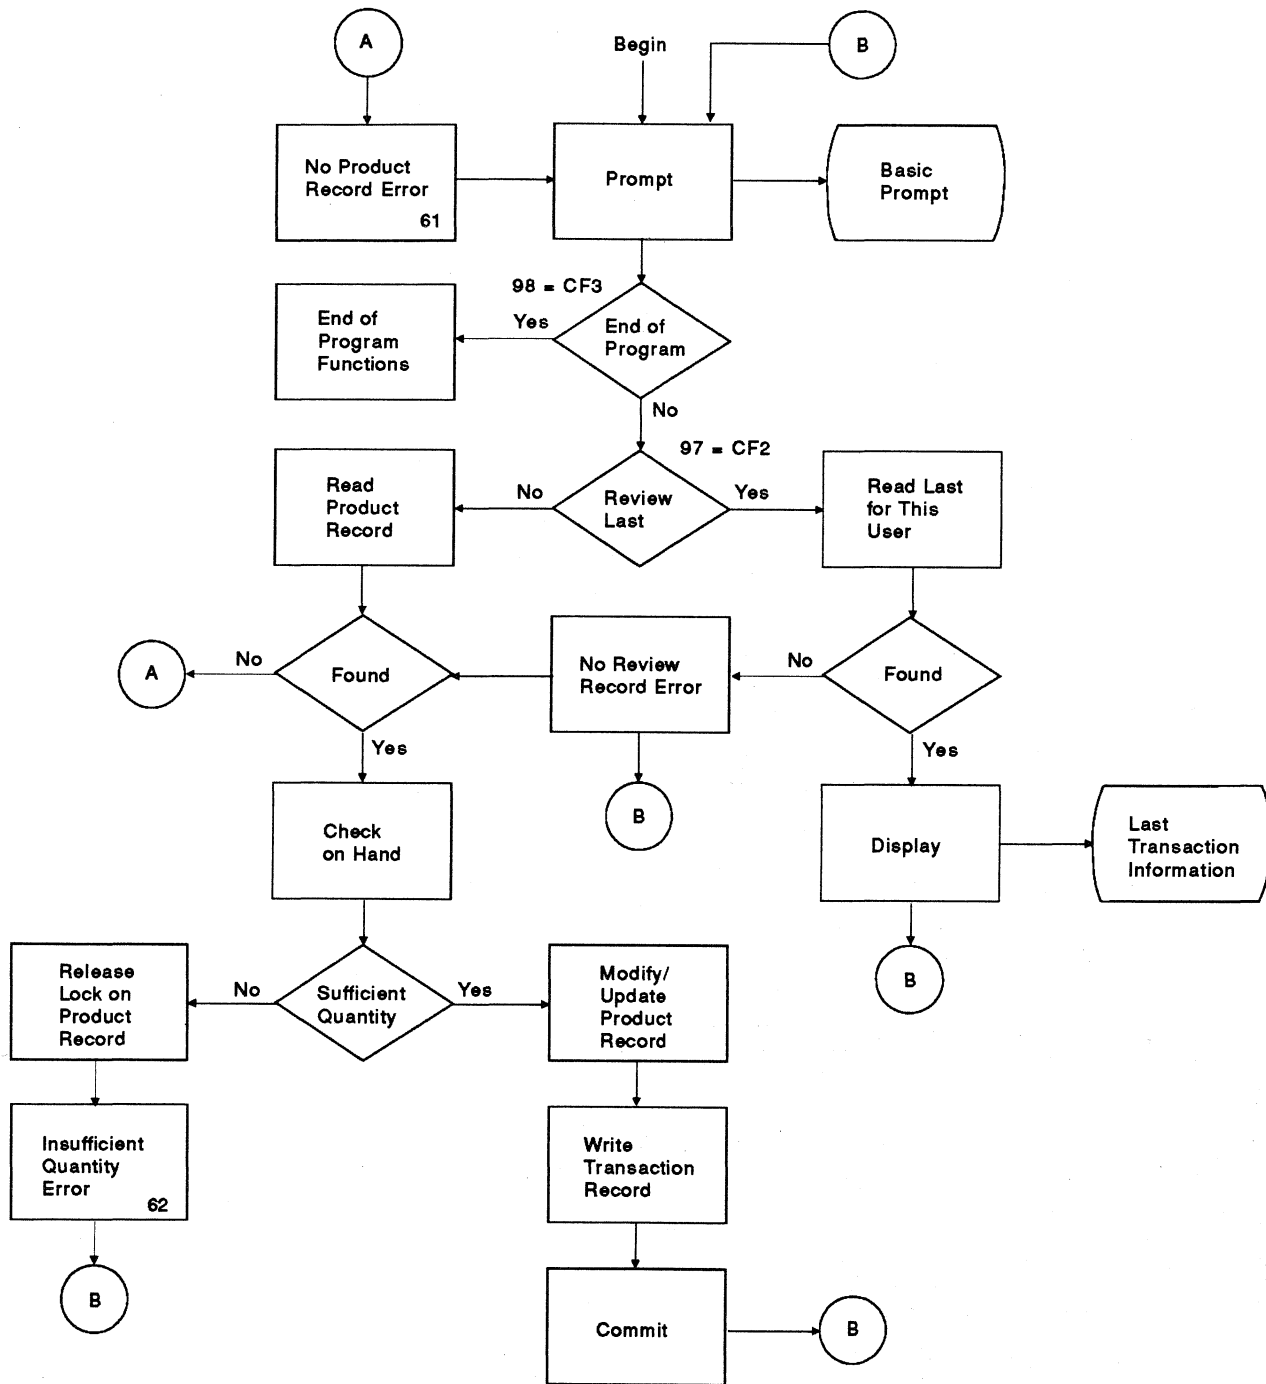 A
Begin
B
No Product
Record Error
61
Prompt
Basic
Prompt
98 = CF3
End of
Program
Functions
Yes
End of
Program
No
97 = CF2
Read
Product
Record
No
Review
Last
Yes
Read Last
for This
User
A
No
Found
No Review
Record Error
No
Found
Yes
Yes
Check
on Hand
B
Display
Last
Transaction
Information
Release
Lock on
Product
Record
No
Sufficient
Quantity
Yes
Modify/
Update
Product
Record
B
Insufficient
Quantity
Error
62
Write
Transaction
Record
B
Commit
B